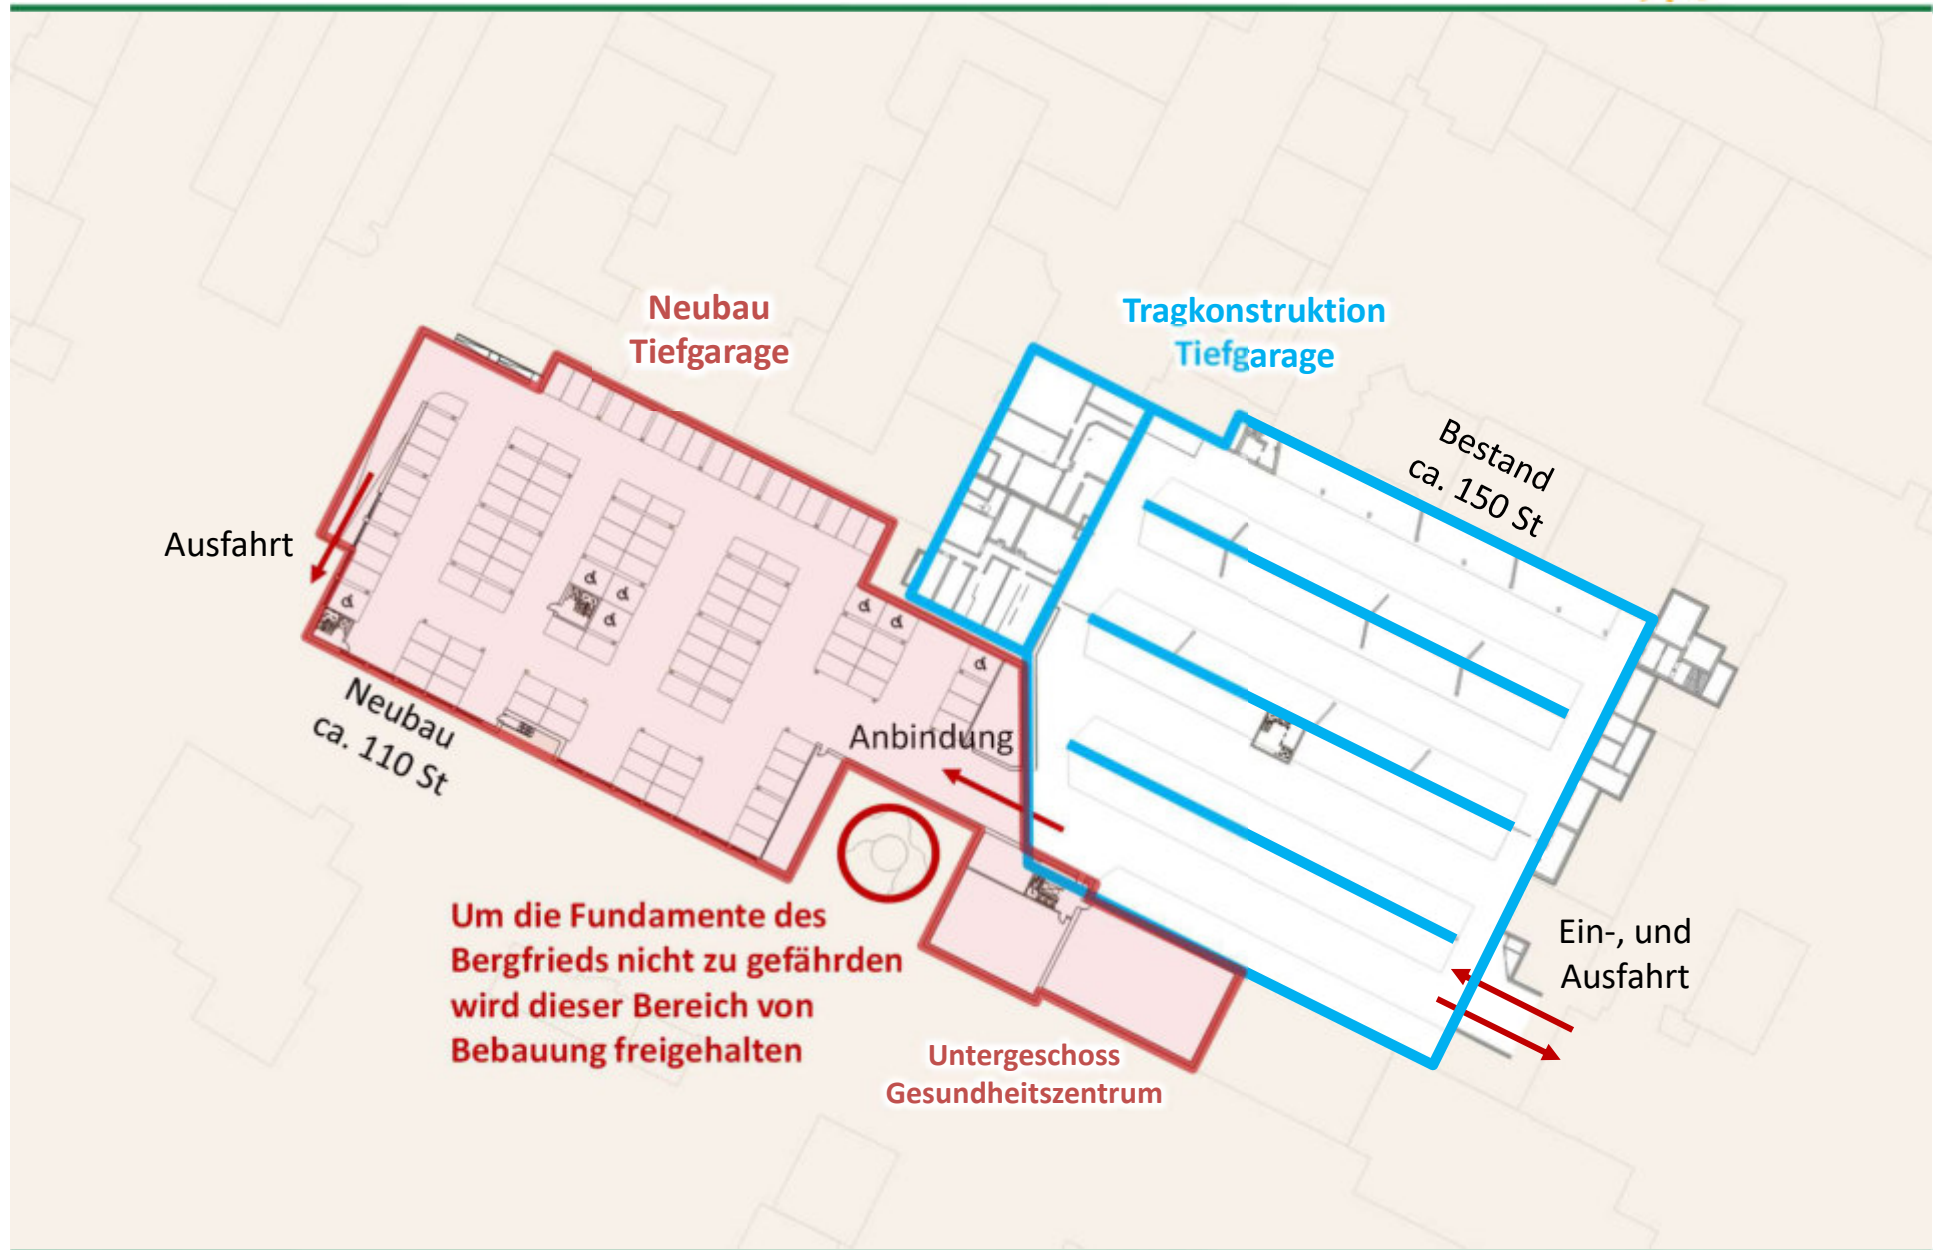 Neubau
Tiefgarage
Tragkonstruktion
Tiefgarage
Bestand
ca. 150 St
Ausfahrt
Neubau
ca. 110 St
Anbindung
Um die Fundamente des
Bergfrieds nicht zu gefährden
wird dieser Bereich von
Bebauung freigehalten
Ein-, und
Ausfahrt
Untergeschoss
Gesundheitszentrum